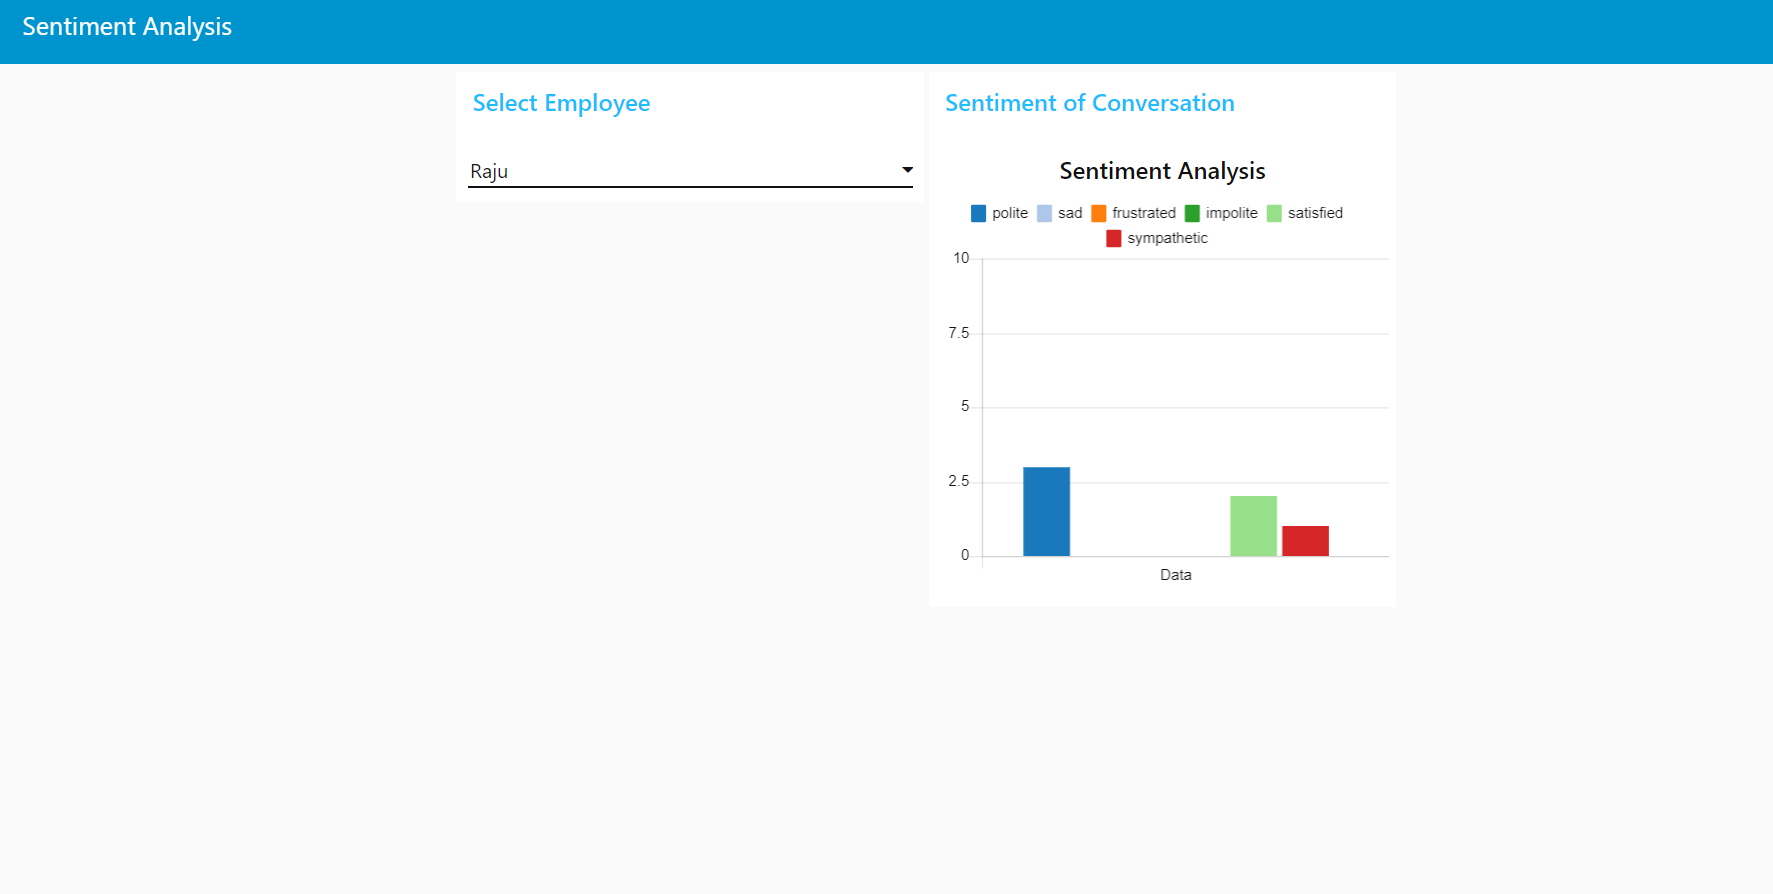 Sentiment Analysis
Select Employee
Raju
Sentiment of Conversation
Sentiment Analysis
polite sad frustrated impolite satisfied
sympathetic
10
7.5
5
2.5
0
Data